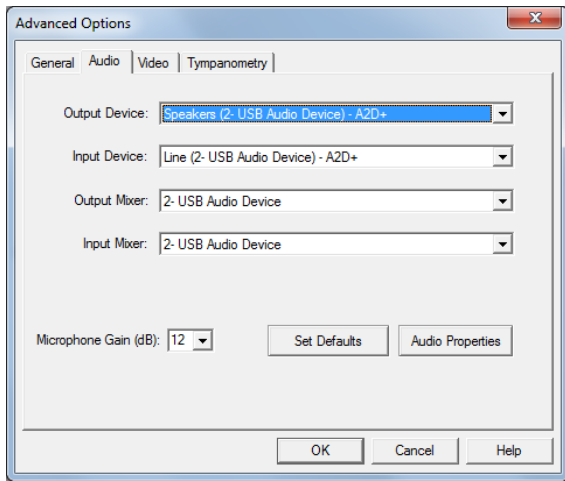 Advanced Options
General Audio Video Tympanometry
Output Device: Speakers (2- USB Audio Device) - A2D+
Input Device: Line (2- USB Audio Device) - A2D+
Output Mixer: 2- USB Audio Device
Input Mixer: 2- USB Audio Device
Microphone Gain (dB): 12 Set Defaults Audio Properties
OK Cancel Help